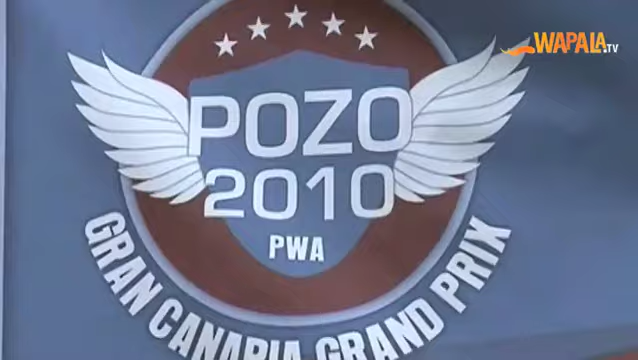 WAPALA.TV
POZO
2010
PWA
GRAN CANARIA GRAND PRIX